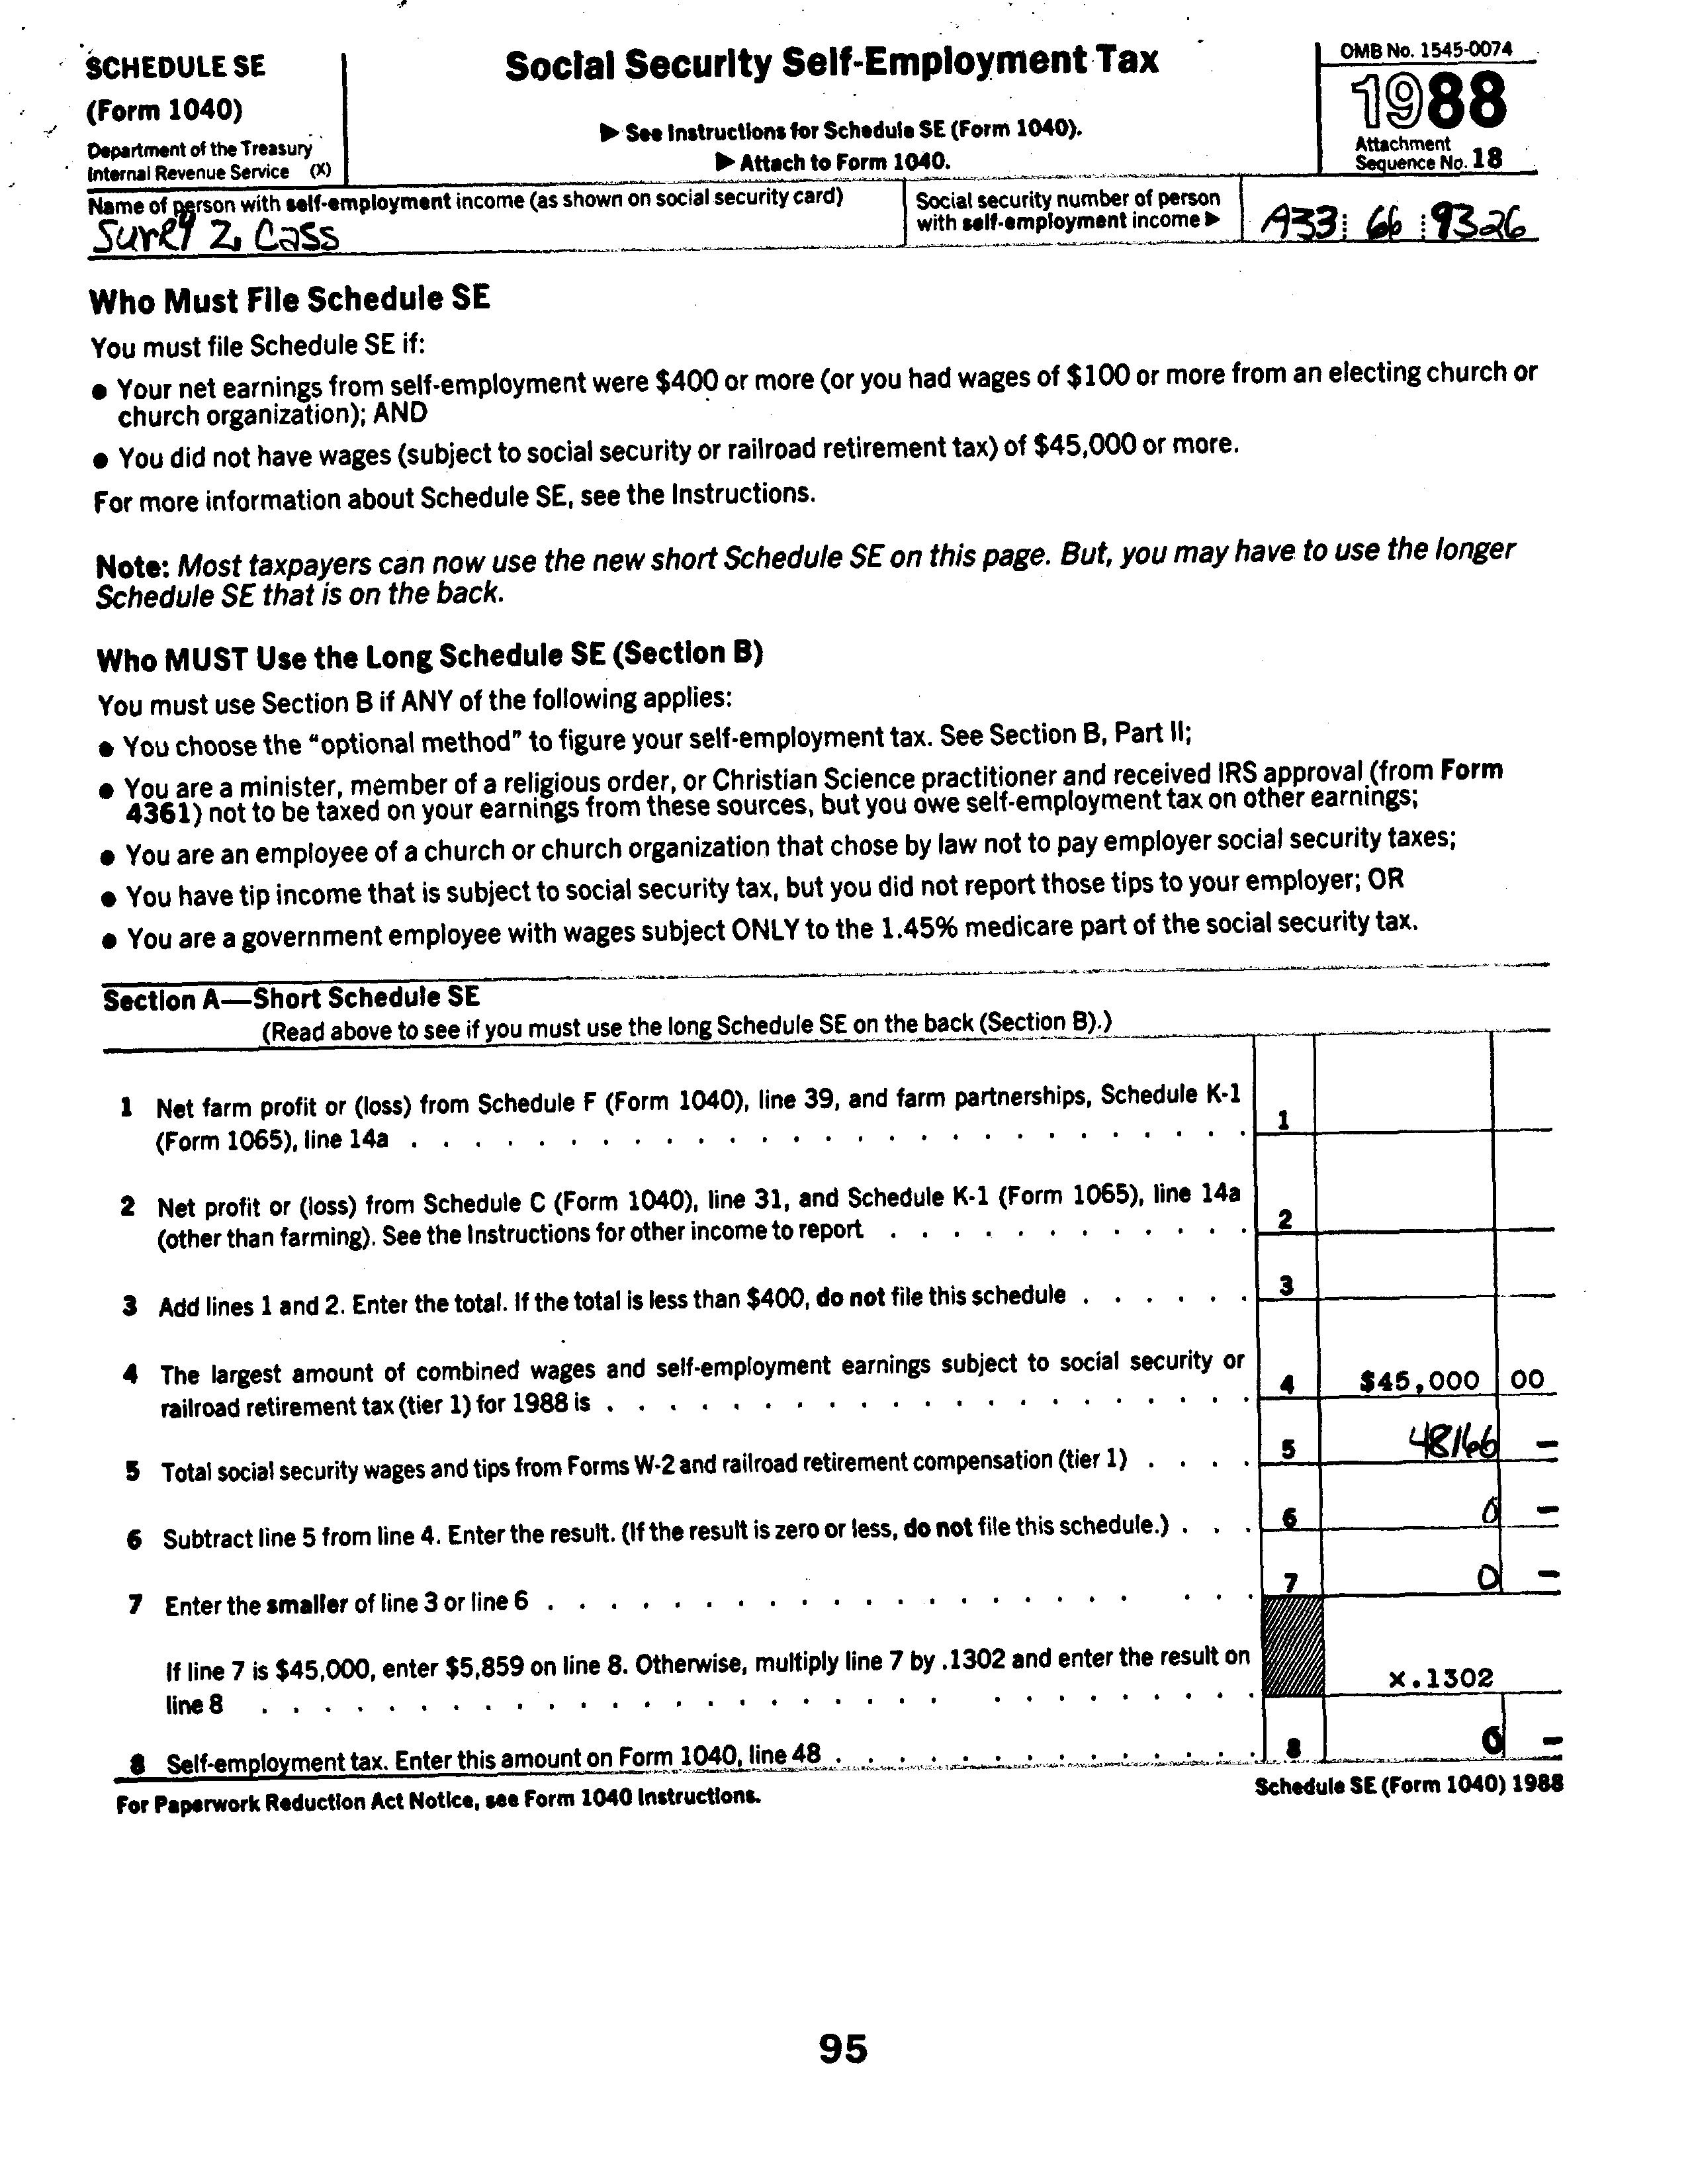 SCHEDULE SE
(Form 1040)
Department of the Treasury
Internal Revenue Service (X)
Social Security Self-Employment Tax
▶ See Instructions for Schedule SE (Form 1040).
▶ Attach to Form 1040.
OMB No. 1545-0074
1988
Attachment
Sequence No. 18
Name of person with self-employment income (as shown on social security card)
Surey Z. Cass
Social security number of person
with self-employment income ▶
A33 66 9326
Who Must File Schedule SE
You must file Schedule SE if:
● Your net earnings from self-employment were $400 or more (or you had wages of $100 or more from an electing church or
church organization); AND
● You did not have wages (subject to social security or railroad retirement tax) of $45,000 or more.
For more information about Schedule SE, see the Instructions.
Note: Most taxpayers can now use the new short Schedule SE on this page. But, you may have to use the longer
Schedule SE that is on the back.
Who MUST Use the Long Schedule SE (Section B)
You must use Section B if ANY of the following applies:
● You choose the "optional method" to figure your self-employment tax. See Section B, Part II;
● You are a minister, member of a religious order, or Christian Science practitioner and received IRS approval (from Form
4361) not to be taxed on your earnings from these sources, but you owe self-employment tax on other earnings;
● You are an employee of a church or church organization that chose by law not to pay employer social security taxes;
● You have tip income that is subject to social security tax, but you did not report those tips to your employer; OR
● You are a government employee with wages subject ONLY to the 1.45% medicare part of the social security tax.
Section A—Short Schedule SE
(Read above to see if you must use the long Schedule SE on the back (Section B).)
1 Net farm profit or (loss) from Schedule F (Form 1040), line 39, and farm partnerships, Schedule K-1
(Form 1065), line 14a . . . . . . . . . . . . . . . . . . . . . . . . . . . 1
2 Net profit or (loss) from Schedule C (Form 1040), line 31, and Schedule K-1 (Form 1065), line 14a
(other than farming). See the Instructions for other income to report . . . . . . . . . . . . 2
3 Add lines 1 and 2. Enter the total. If the total is less than $400, do not file this schedule . . . . . . 3
4 The largest amount of combined wages and self-employment earnings subject to social security or
railroad retirement tax (tier 1) for 1988 is . . . . . . . . . . . . . . . . . . . . . 4 $45,000 00
5 Total social security wages and tips from Forms W-2 and railroad retirement compensation (tier 1) . . . . 5 48166 –
6 Subtract line 5 from line 4. Enter the result. (If the result is zero or less, do not file this schedule.) . . . 6 0 –
7 Enter the smaller of line 3 or line 6 . . . . . . . . . . . . . . . . . . . . . . 7 0 –
If line 7 is $45,000, enter $5,859 on line 8. Otherwise, multiply line 7 by .1302 and enter the result on
line 8 . . . . . . . . . . . . . . . . . . . . . . . . . . . . . . . x.1302
8 Self-employment tax. Enter this amount on Form 1040, line 48 . . . . . . . . . . . . . . 8 0 –
For Paperwork Reduction Act Notice, see Form 1040 Instructions.
Schedule SE (Form 1040) 1988
95